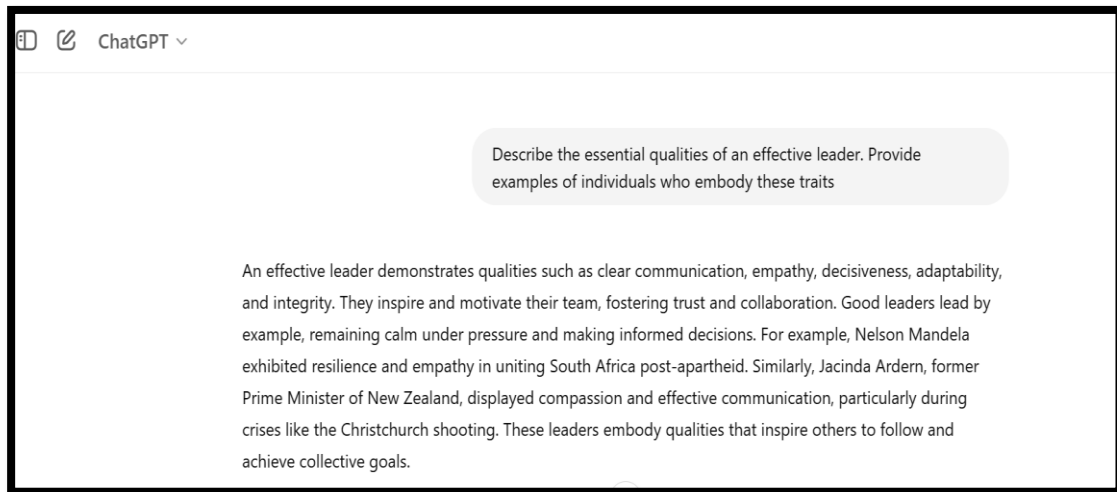 ChatGPT
Describe the essential qualities of an effective leader. Provide
examples of individuals who embody these traits
An effective leader demonstrates qualities such as clear communication, empathy, decisiveness, adaptability,
and integrity. They inspire and motivate their team, fostering trust and collaboration. Good leaders lead by
example, remaining calm under pressure and making informed decisions. For example, Nelson Mandela
exhibited resilience and empathy in uniting South Africa post-apartheid. Similarly, Jacinda Ardern, former
Prime Minister of New Zealand, displayed compassion and effective communication, particularly during
crises like the Christchurch shooting. These leaders embody qualities that inspire others to follow and
achieve collective goals.